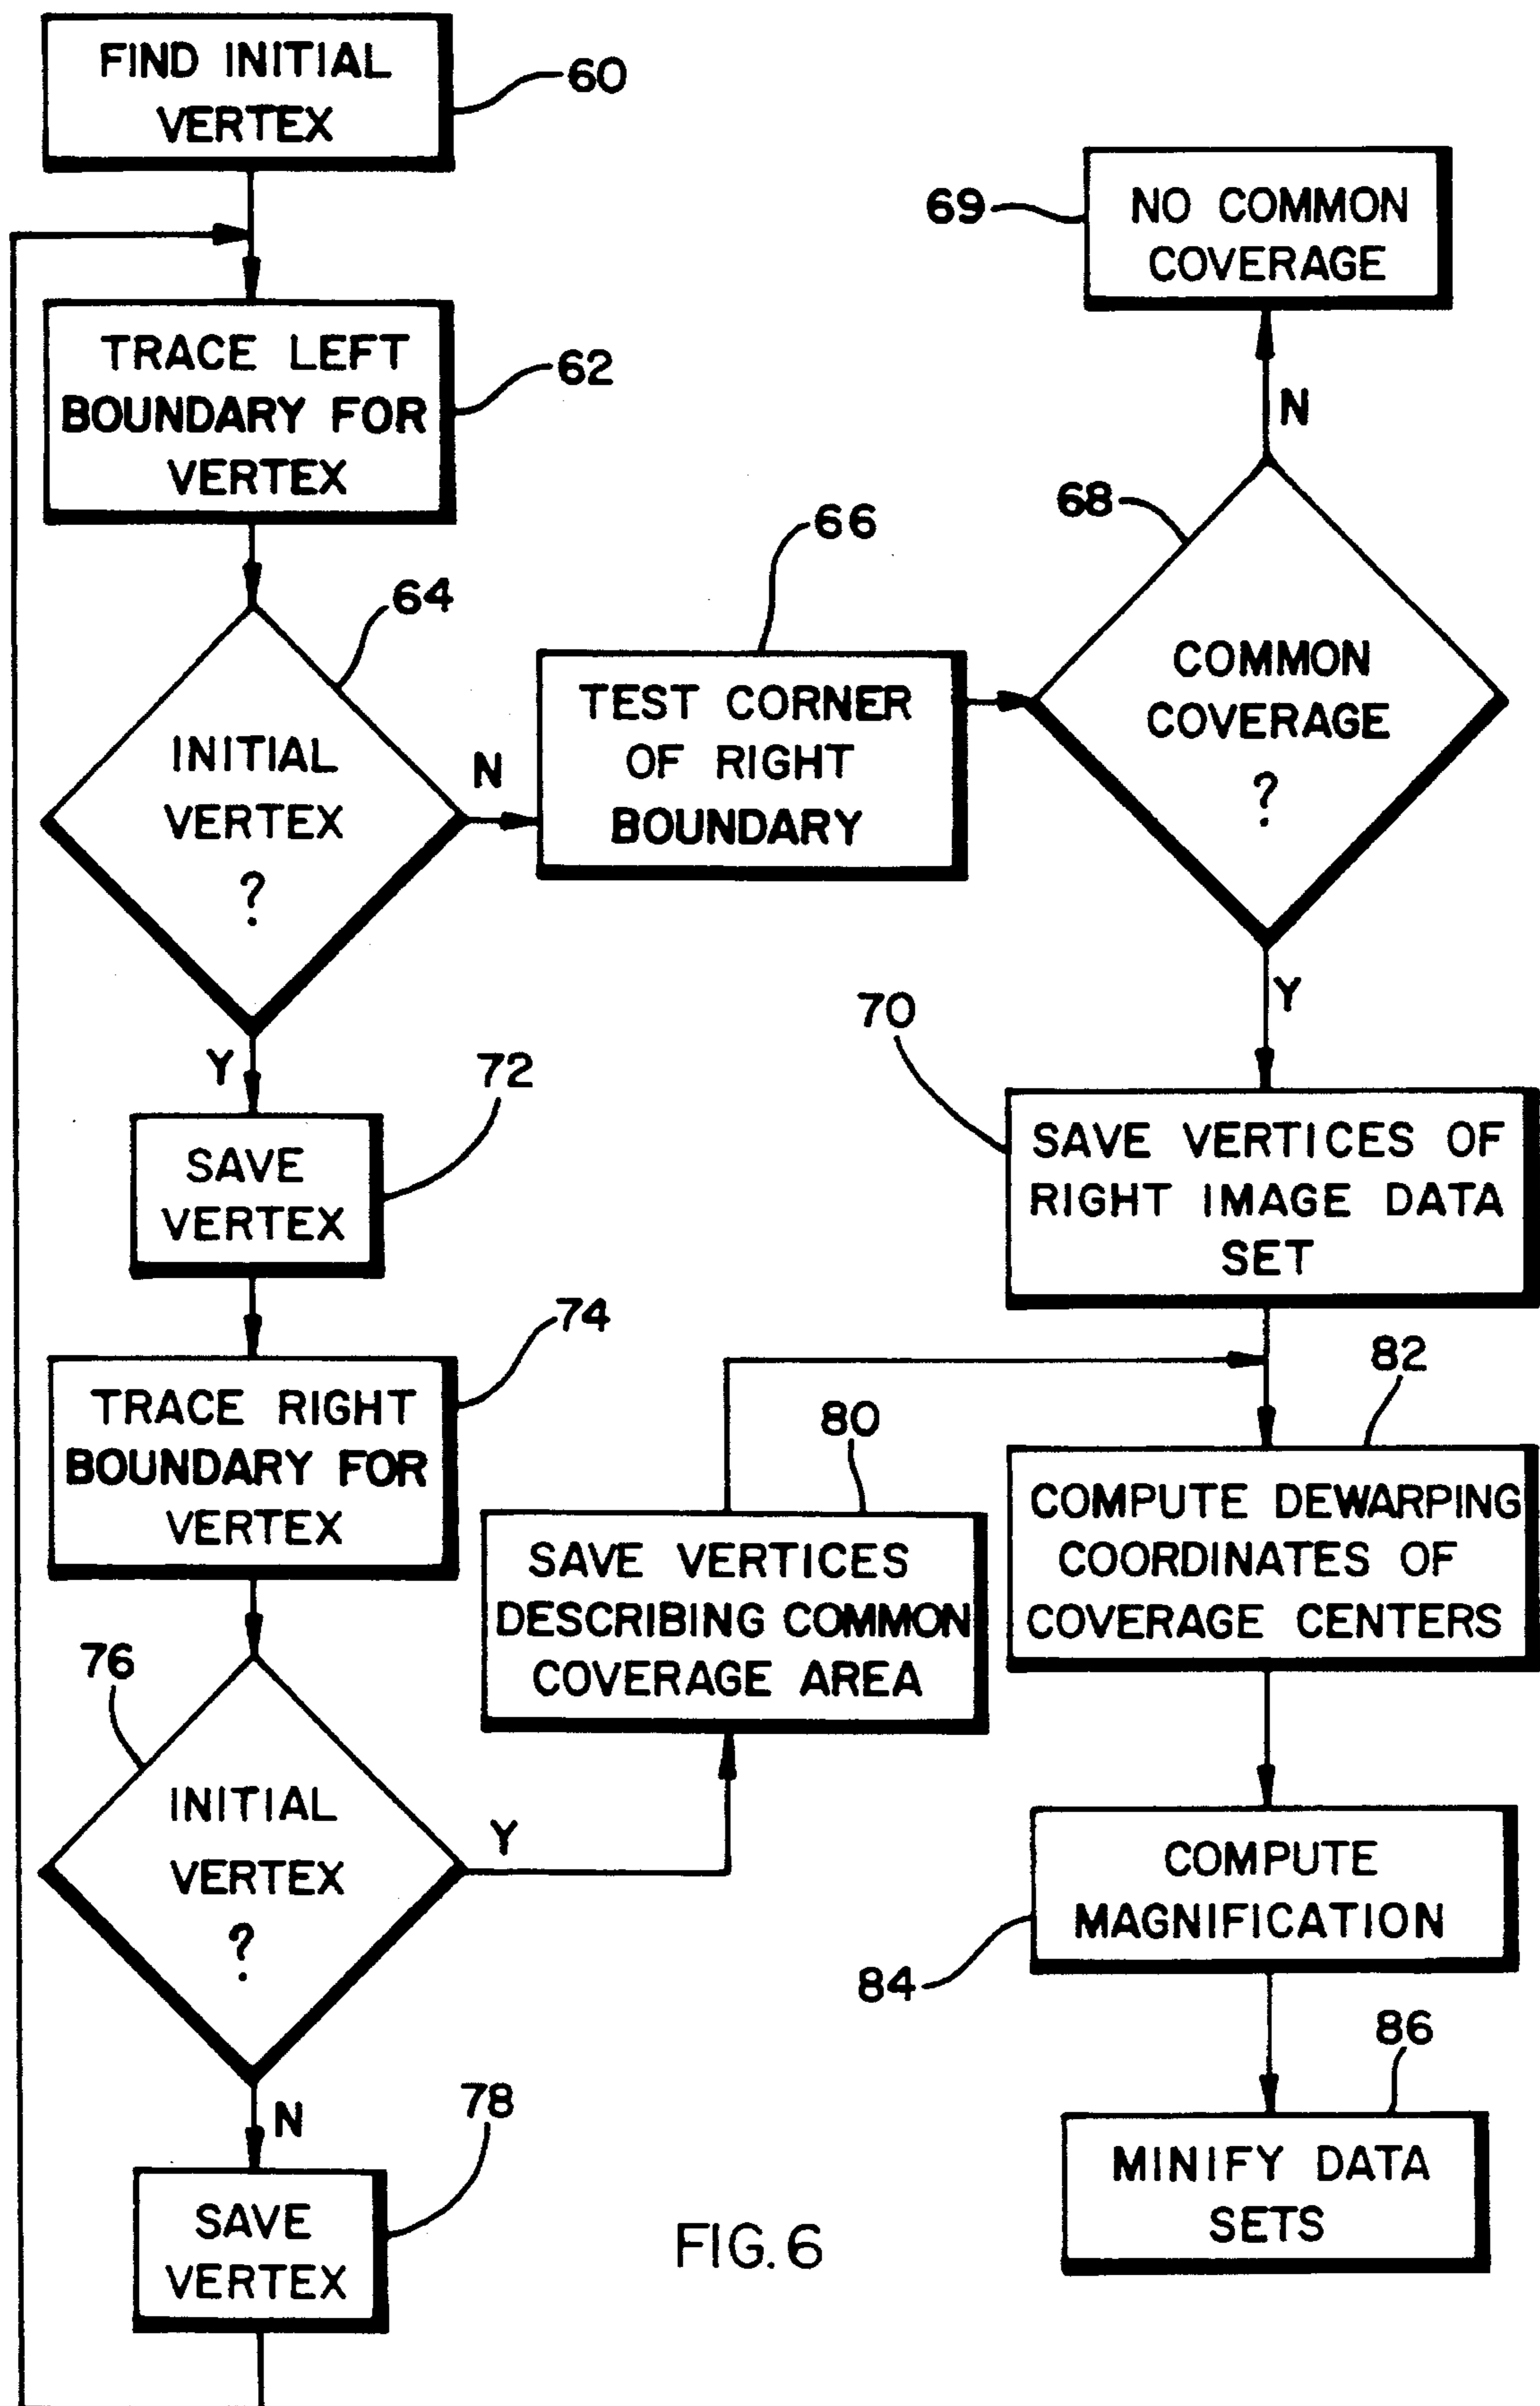 FIND INITIAL
VERTEX
60
TRACE LEFT
BOUNDARY FOR
VERTEX
62
INITIAL
VERTEX
?
64
N
Y
TEST CORNER
OF RIGHT
BOUNDARY
66
COMMON
COVERAGE
?
68
N
Y
NO COMMON
COVERAGE
69
SAVE VERTICES OF
RIGHT IMAGE DATA
SET
70
SAVE
VERTEX
72
TRACE RIGHT
BOUNDARY FOR
VERTEX
74
INITIAL
VERTEX
?
76
Y
N
SAVE
VERTEX
78
SAVE VERTICES
DESCRIBING COMMON
COVERAGE AREA
80
COMPUTE DEWARPING
COORDINATES OF
COVERAGE CENTERS
82
COMPUTE
MAGNIFICATION
84
MINIFY DATA
SETS
86
FIG. 6